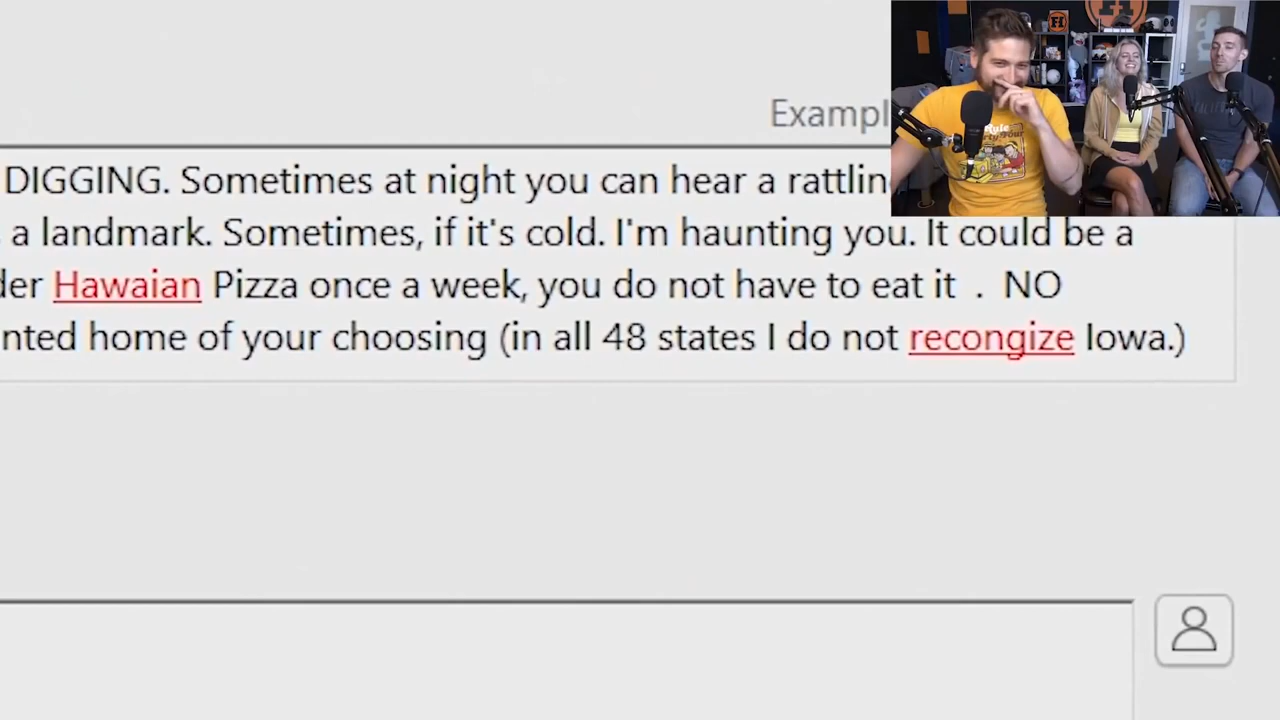 Exampl
DIGGING. Sometimes at night you can hear a rattlin
a landmark. Sometimes, if it's cold. I'm haunting you. It could be a
der Hawaian Pizza once a week, you do not have to eat it . NO
nted home of your choosing (in all 48 states I do not recongize Iowa.)
Rule